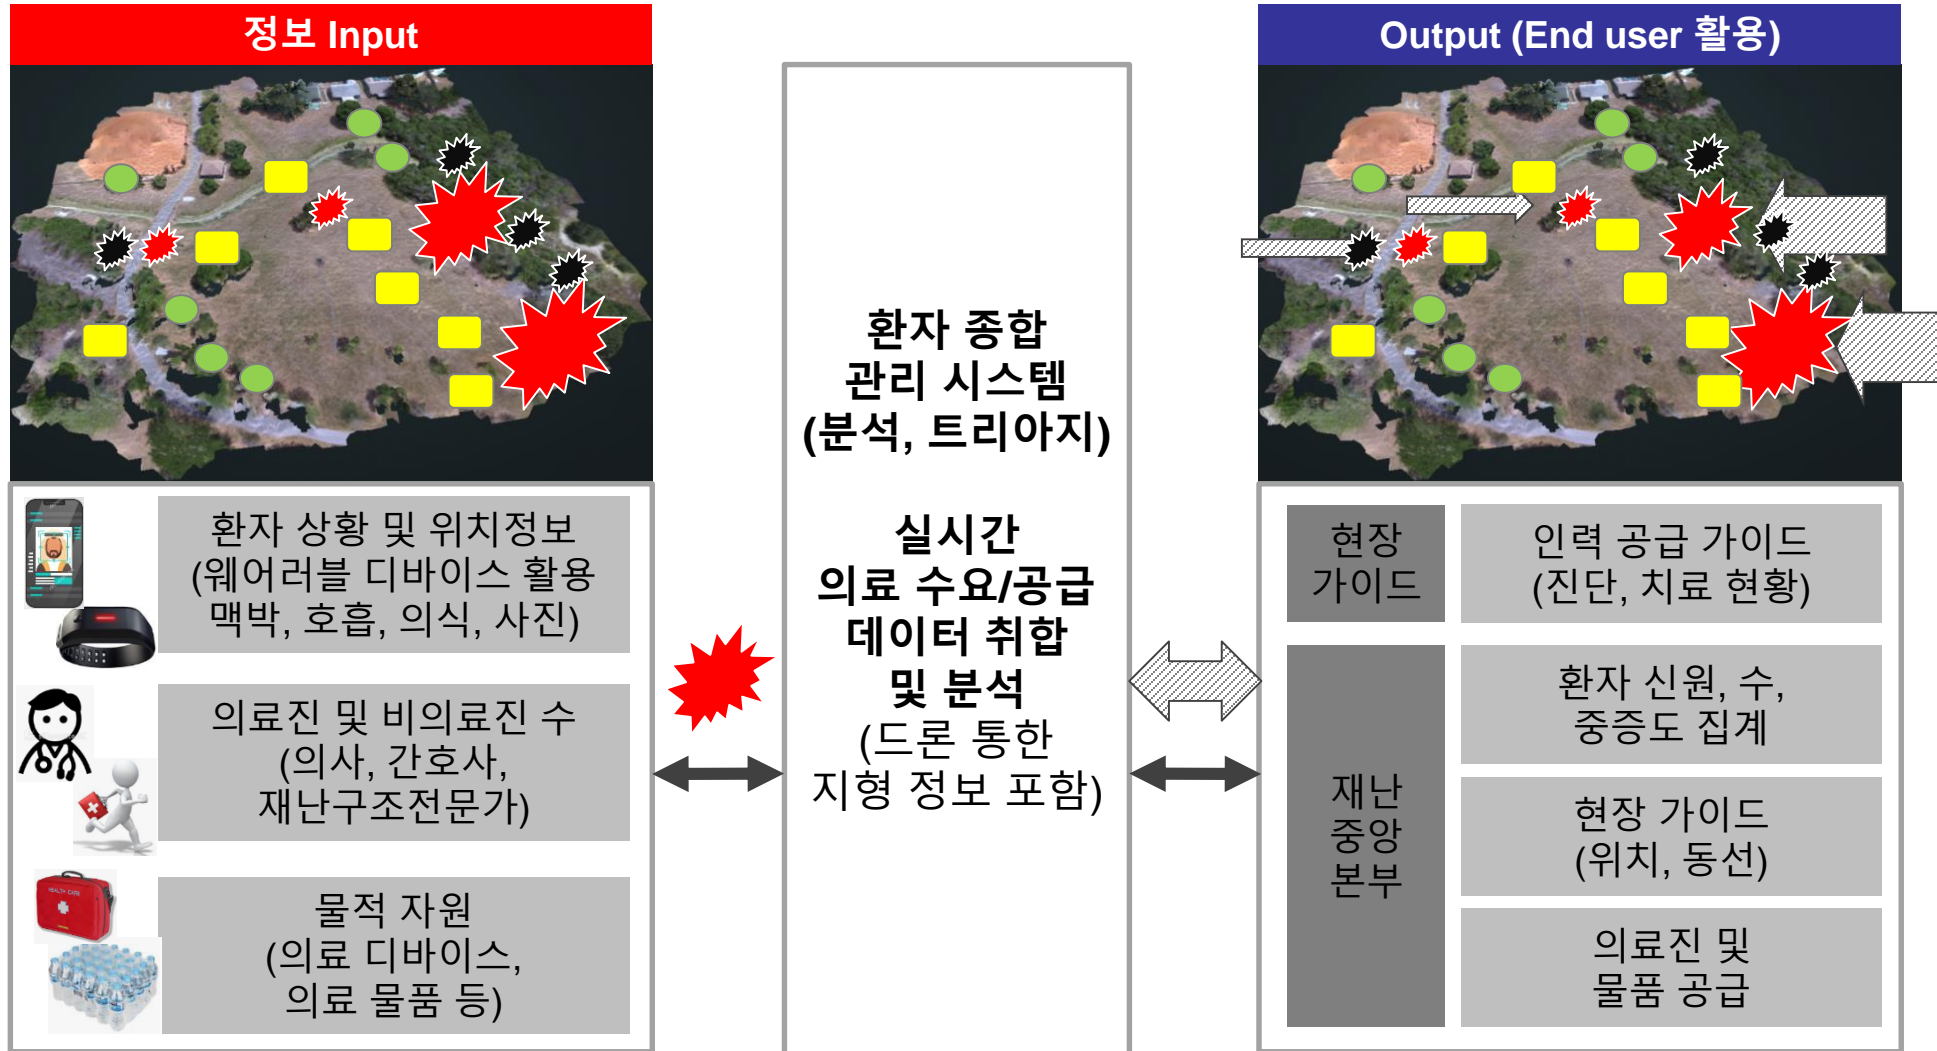 정보 Input
환자 상황 및 위치정보
(웨어러블 디바이스 활용
맥박, 호흡, 의식, 사진)
의료진 및 비의료진 수
(의사, 간호사,
재난구조전문가)
HEALTH CARE
물적 자원
(의료 디바이스,
의료 물품 등)
환자 종합
관리 시스템
(분석, 트리아지)
실시간
의료 수요/공급
데이터 취합
및 분석
(드론 통한
지형 정보 포함)
Output (End user 활용)
현장
가이드
인력 공급 가이드
(진단, 치료 현황)
재난
중앙
본부
환자 신원, 수,
중증도 집계
현장 가이드
(위치, 동선)
의료진 및
물품 공급